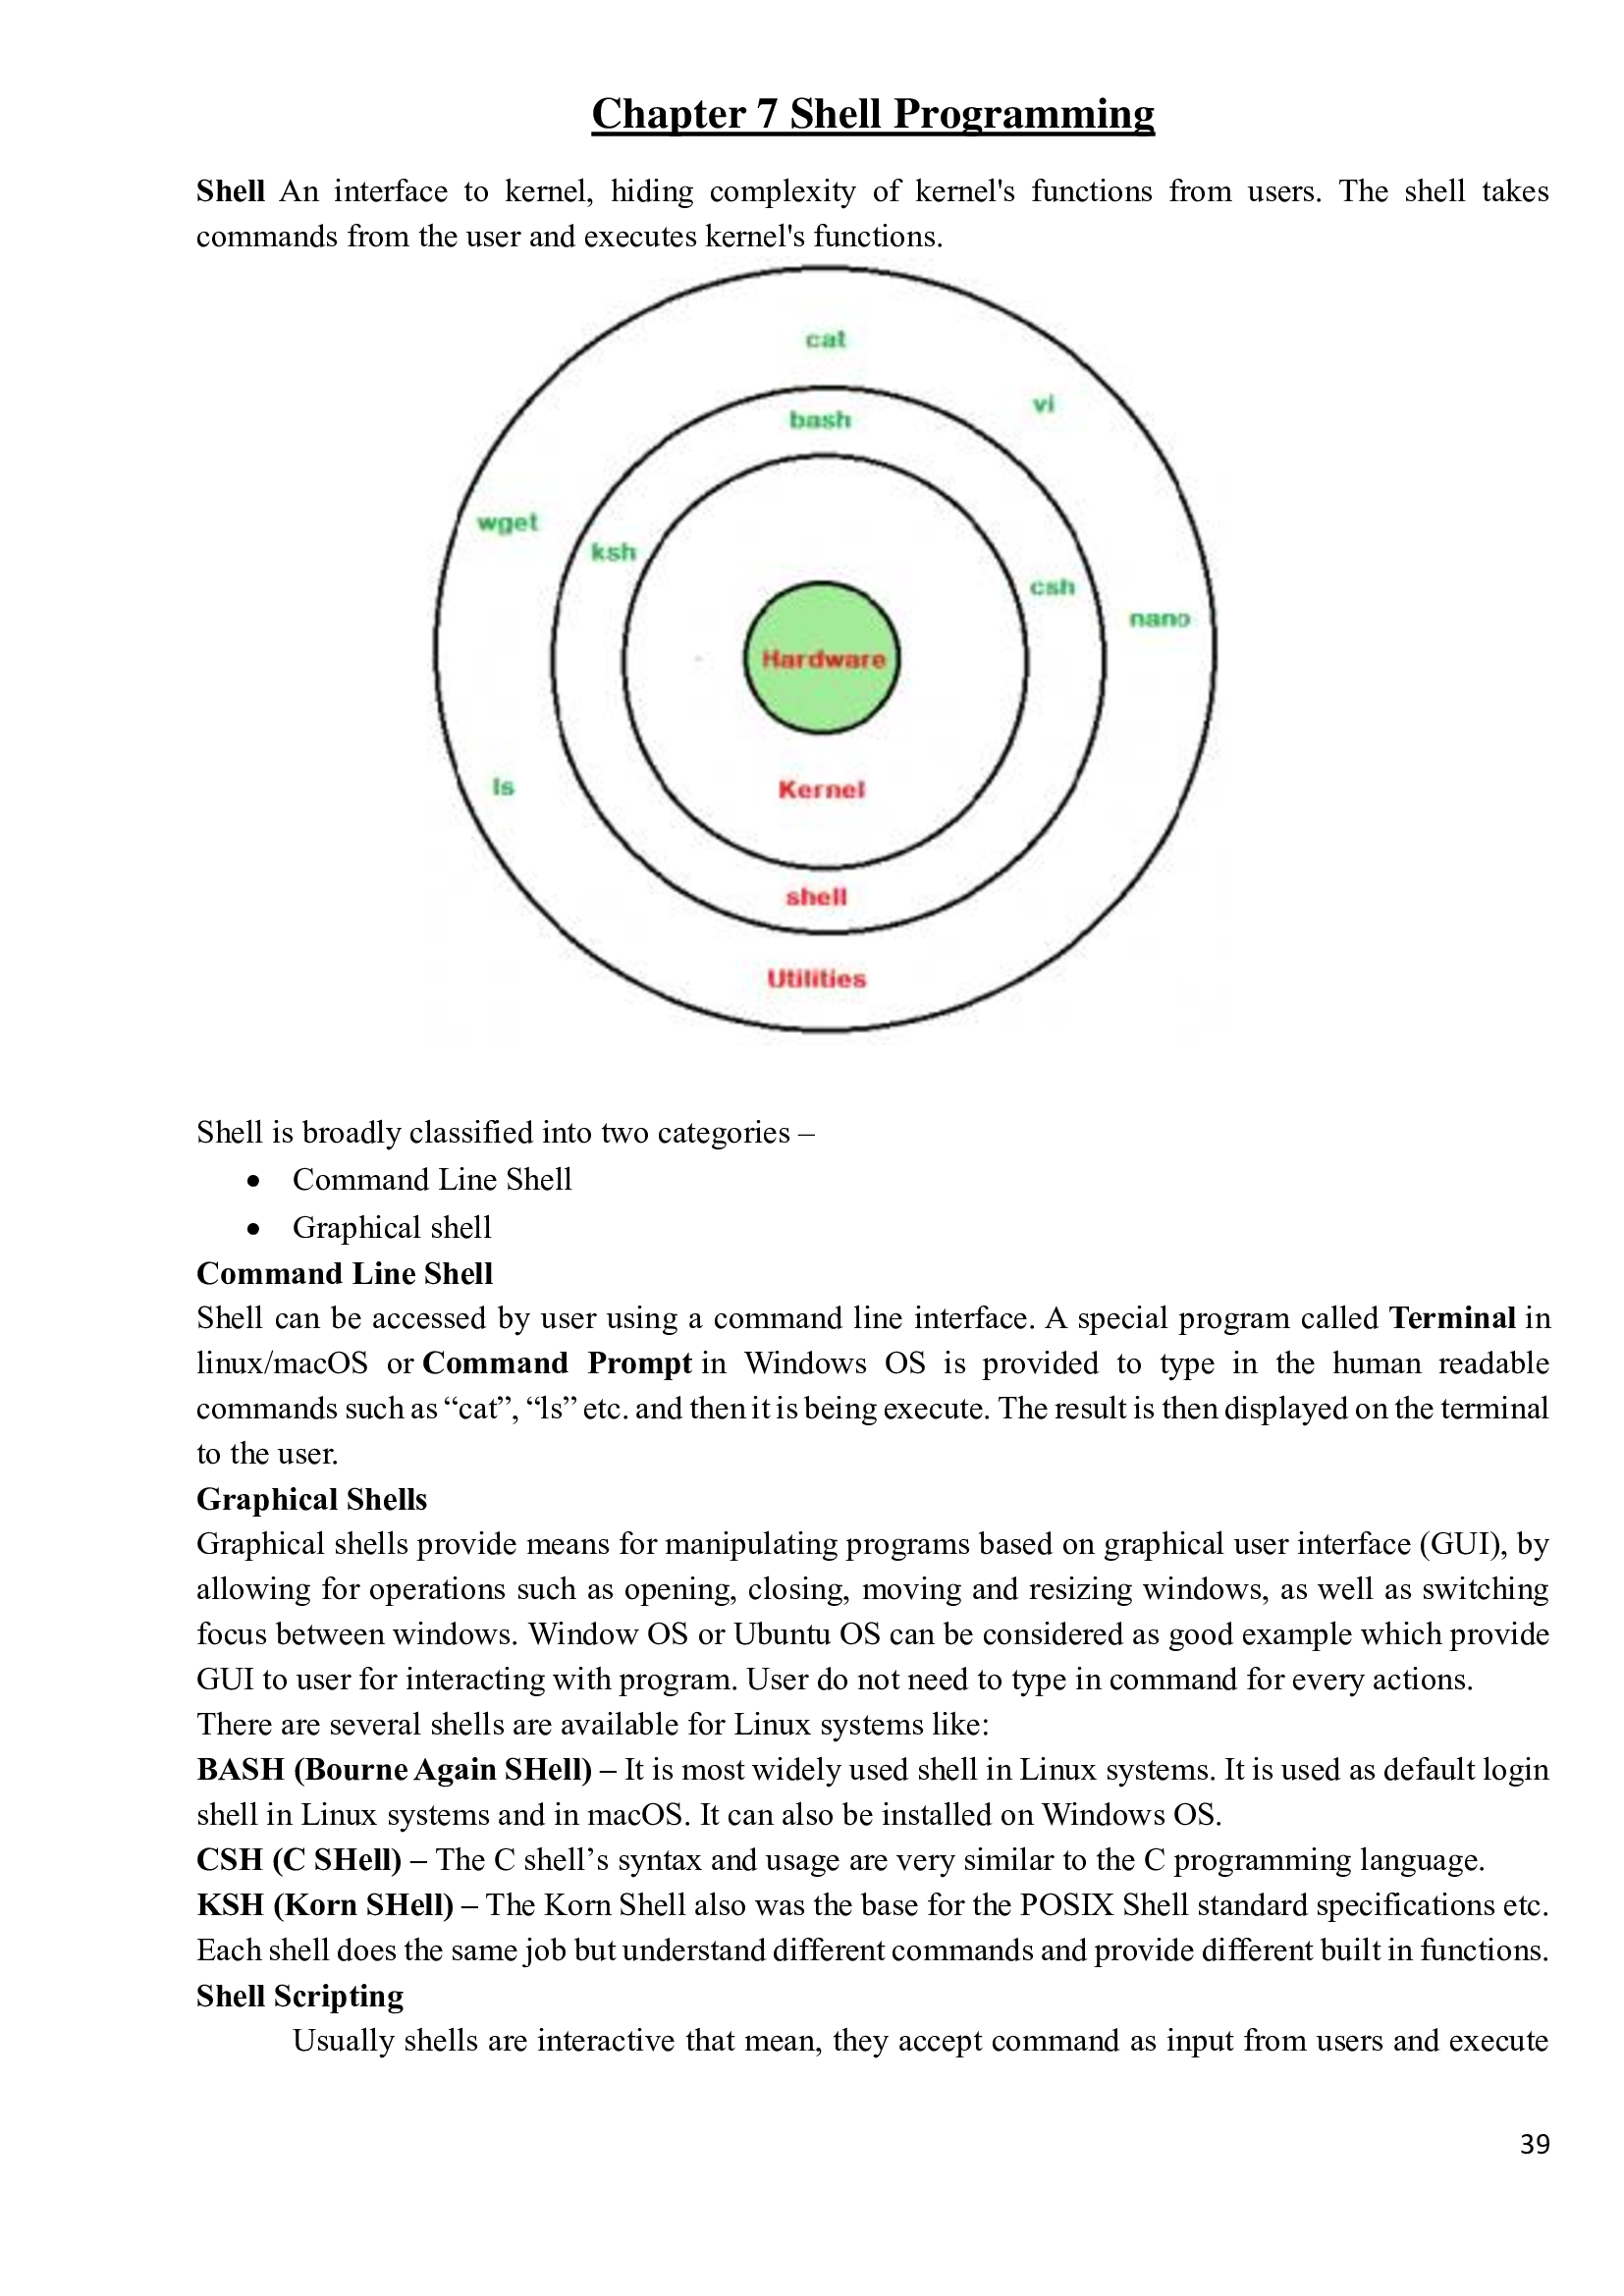 Chapter 7 Shell Programming
Shell An interface to kernel, hiding complexity of kernel's functions from users. The shell takes
commands from the user and executes kernel's functions.
cat
vi
bash
wget
ksh
csh
nano
Hardware
ls
Kernel
shell
Utilities
Shell is broadly classified into two categories –
• Command Line Shell
• Graphical shell
Command Line Shell
Shell can be accessed by user using a command line interface. A special program called Terminal in
linux/macOS or Command Prompt in Windows OS is provided to type in the human readable
commands such as “cat”, “ls” etc. and then it is being execute. The result is then displayed on the terminal
to the user.
Graphical Shells
Graphical shells provide means for manipulating programs based on graphical user interface (GUI), by
allowing for operations such as opening, closing, moving and resizing windows, as well as switching
focus between windows. Window OS or Ubuntu OS can be considered as good example which provide
GUI to user for interacting with program. User do not need to type in command for every actions.
There are several shells are available for Linux systems like:
BASH (Bourne Again SHell) – It is most widely used shell in Linux systems. It is used as default login
shell in Linux systems and in macOS. It can also be installed on Windows OS.
CSH (C SHell) – The C shell’s syntax and usage are very similar to the C programming language.
KSH (Korn SHell) – The Korn Shell also was the base for the POSIX Shell standard specifications etc.
Each shell does the same job but understand different commands and provide different built in functions.
Shell Scripting
Usually shells are interactive that mean, they accept command as input from users and execute
39